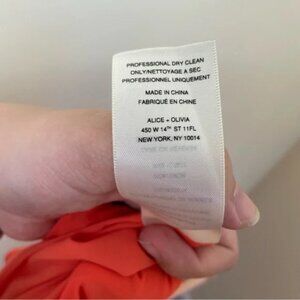 PROFESSIONAL DRY CLEAN
ONLY/NETTOYAGE A SEC
PROFESSIONNEL UNIQUEMENT
MADE IN CHINA
FABRIQUÉ EN CHINE
ALICE + OLIVIA
450 W 14TH ST 11FL
NEW YORK, NY 10014